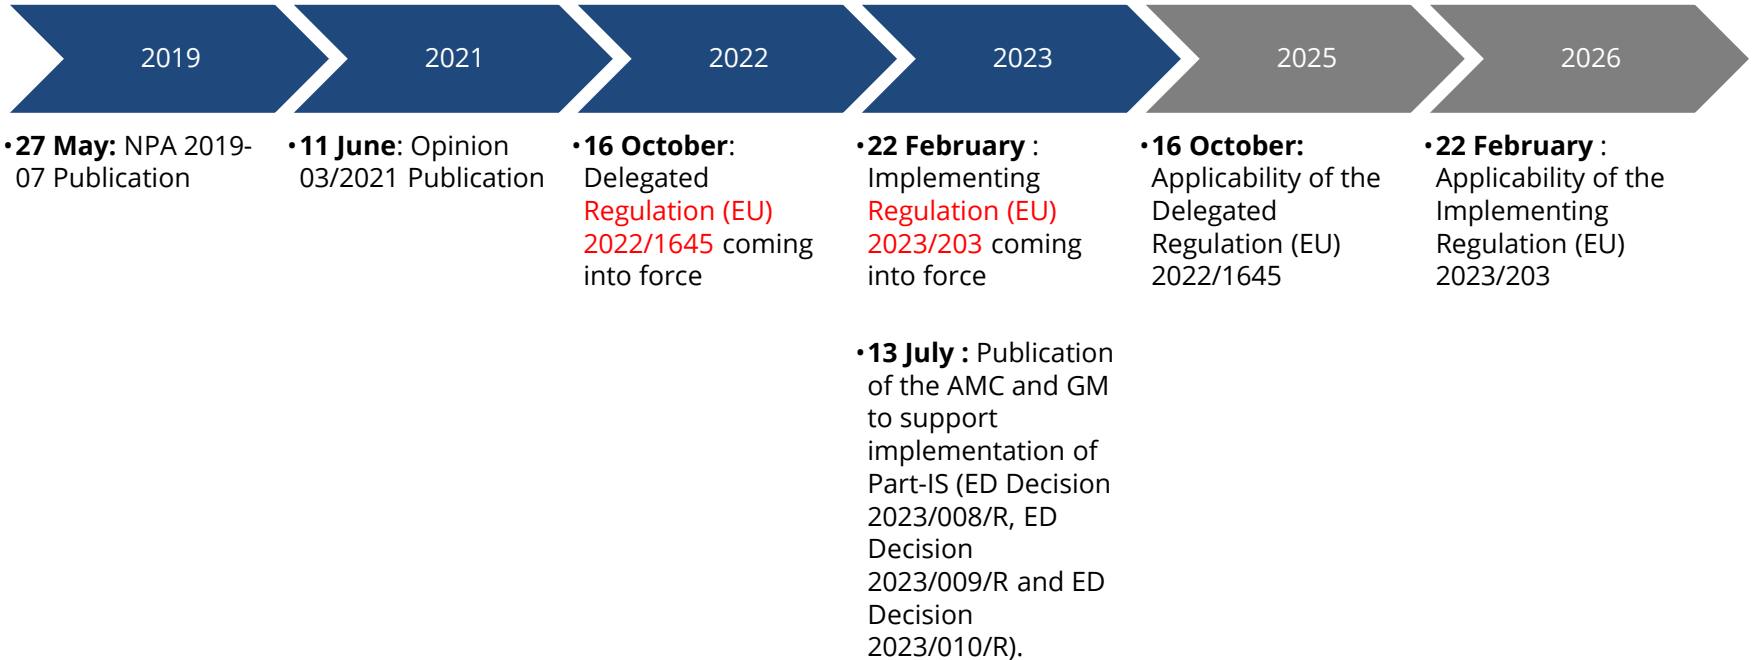 2019
2021
2022
2023
2025
2026
•27 May: NPA 2019-
07 Publication
•11 June: Opinion
03/2021 Publication
•16 October:
Delegated
Regulation (EU)
2022/1645 coming
into force
•22 February :
Implementing
Regulation (EU)
2023/203 coming
into force
•13 July : Publication
of the AMC and GM
to support
implementation of
Part-IS (ED Decision
2023/008/R, ED
Decision
2023/009/R and ED
Decision
2023/010/R).
•16 October:
Applicability of the
Delegated
Regulation (EU)
2022/1645
•22 February :
Applicability of the
Implementing
Regulation (EU)
2023/203